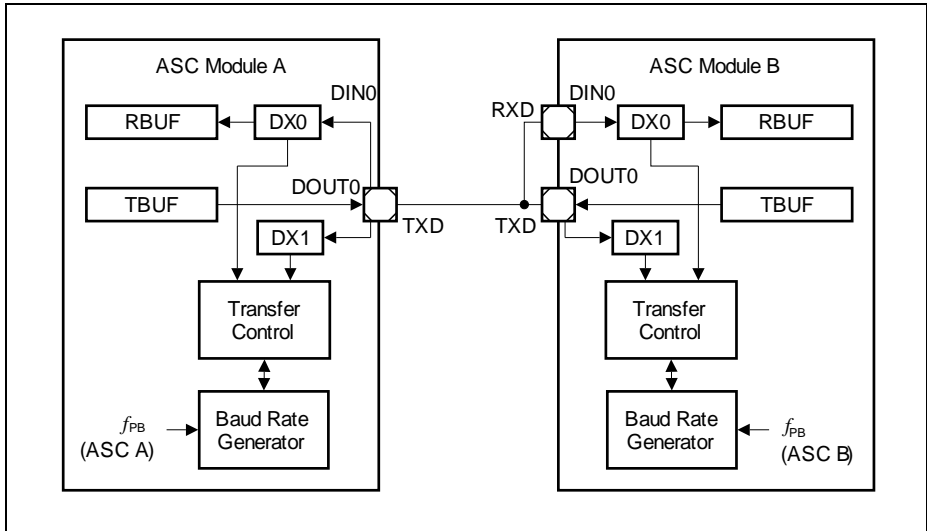 ASC Module A
DIN0
RBUF
DX0
DOUT0
TBUF
TXD
DX1
Transfer
Control
Baud Rate
Generator
fPB
(ASC A)
ASC Module B
RXD
DIN0
DX0
RBUF
DOUT0
TXD
TBUF
DX1
Transfer
Control
Baud Rate
Generator
fPB
(ASC B)